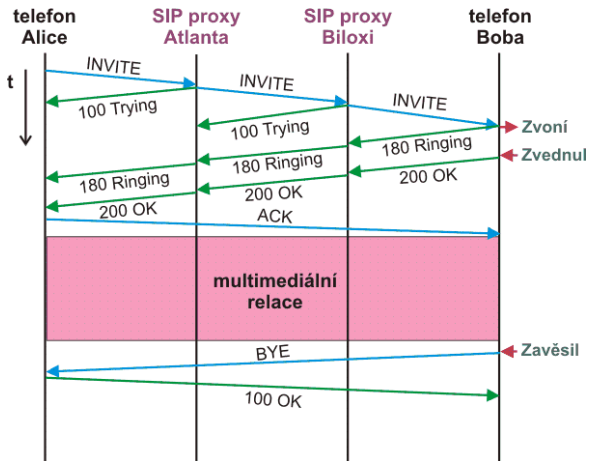 telefon
Alice
SIP proxy
Atlanta
SIP proxy
Biloxi
telefon
Boba
t
INVITE
INVITE
INVITE
100 Trying
100 Trying
Zvoní
180 Ringing
180 Ringing
180 Ringing
Zvednul
200 OK
200 OK
200 OK
ACK
multimediální
relace
BYE
Zavěsil
100 OK